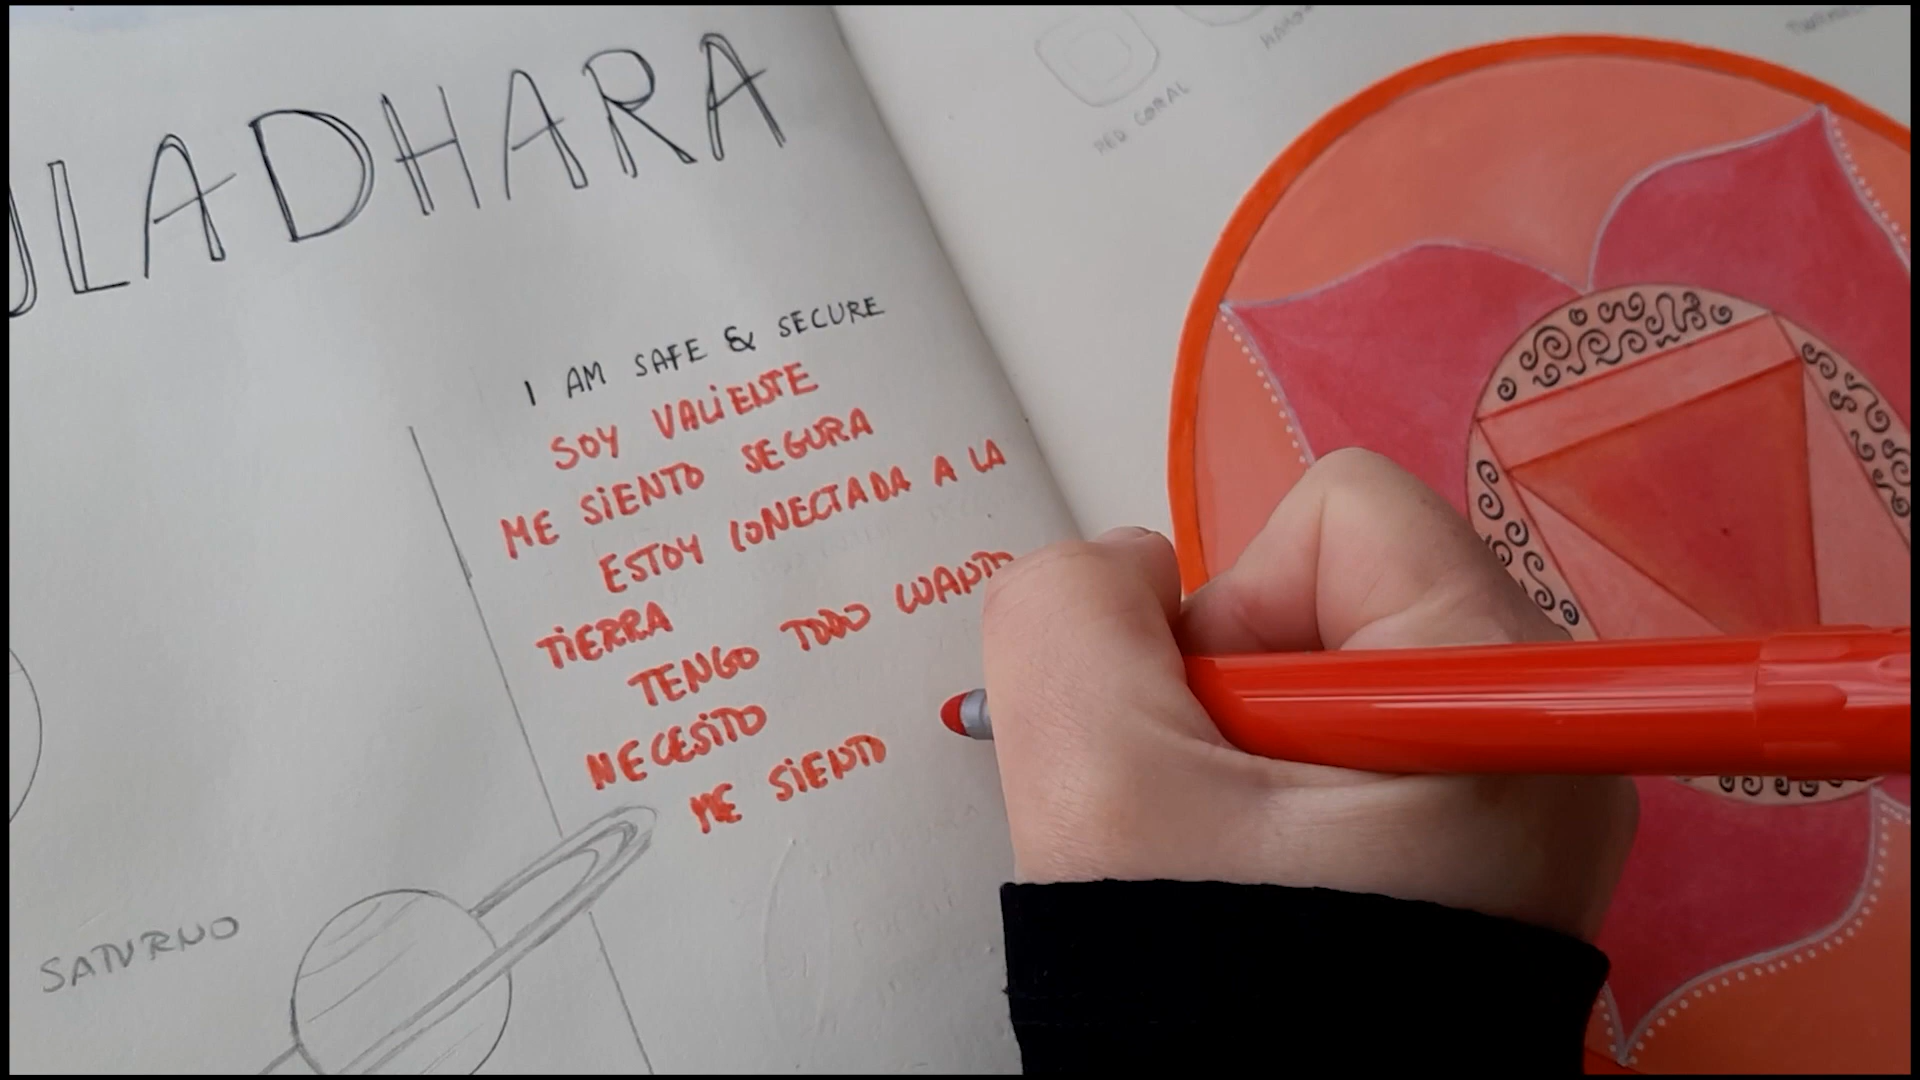 ULADHARA
I AM SAFE & SECURE
SOY VALIENTE
ME SIENTO SEGURA
ESTOY CONECTADA A LA
TIERRA
TENGO TODO CUANTO
NECESITO
ME SIENTO
SATURNO
RED CORAL